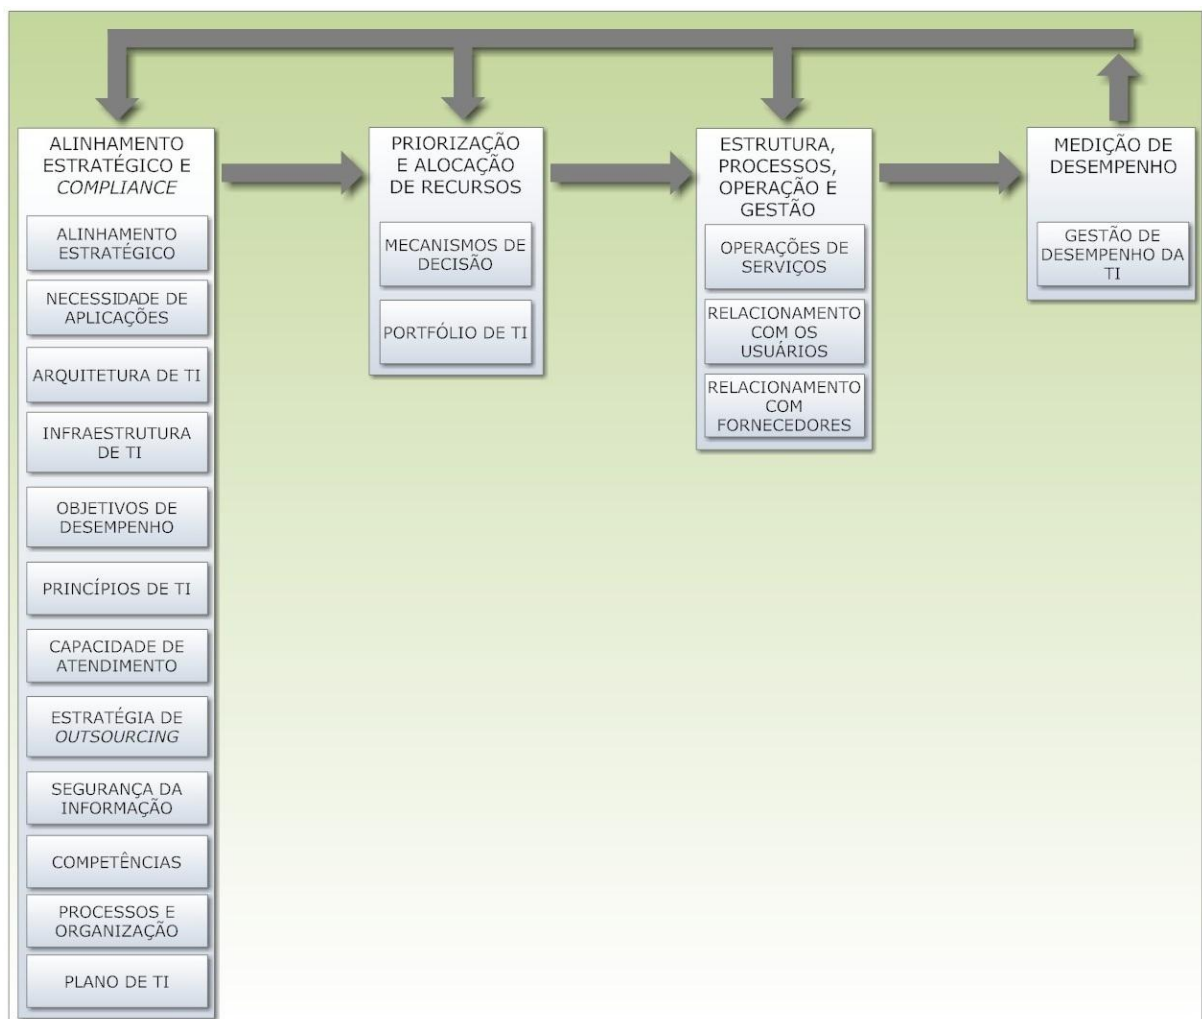 ALINHAMENTO
ESTRATÉGICO E
COMPLIANCE
ALINHAMENTO
ESTRATÉGICO
NECESSIDADE DE
APLICAÇÕES
ARQUITETURA DE TI
INFRAESTRUTURA
DE TI
OBJETIVOS DE
DESEMPENHO
PRINCÍPIOS DE TI
CAPACIDADE DE
ATENDIMENTO
ESTRATÉGIA DE
OUTSOURCING
SEGURANÇA DA
INFORMAÇÃO
COMPETÊNCIAS
PROCESSOS E
ORGANIZAÇÃO
PLANO DE TI
PRIORIZAÇÃO
E ALOCAÇÃO
DE RECURSOS
MECANISMOS DE
DECISÃO
PORTFÓLIO DE TI
ESTRUTURA,
PROCESSOS,
OPERAÇÃO E
GESTÃO
OPERAÇÕES DE
SERVIÇOS
RELACIONAMENTO
COM OS
USUÁRIOS
RELACIONAMENTO
COM
FORNECEDORES
MEDIÇÃO DE
DESEMPENHO
GESTÃO DE
DESEMPENHO DA
TI